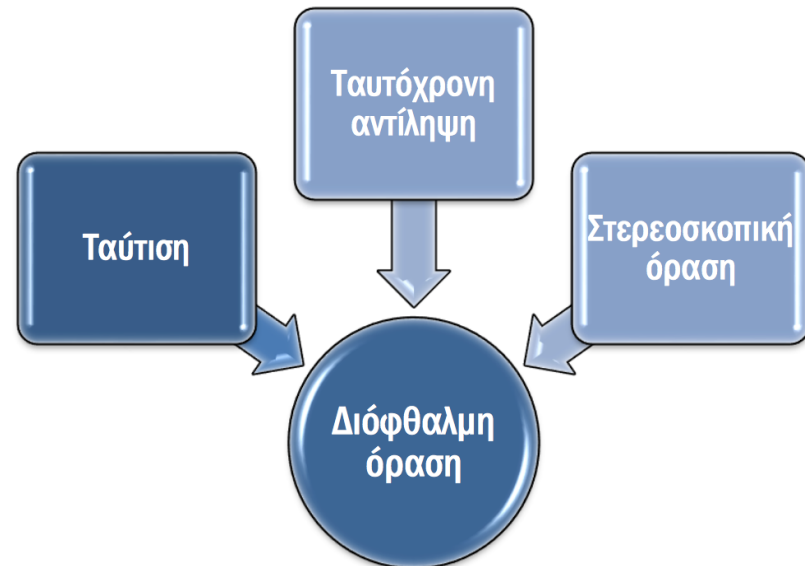 Ταυτόχρονη
αντίληψη
Ταύτιση
Στερεοσκοπική
όραση
Διόφθαλμη
όραση